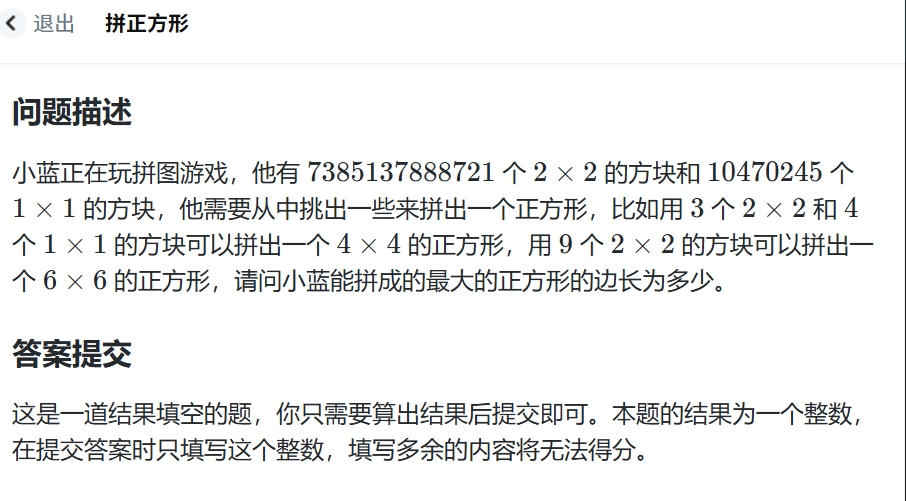 退出 拼正方形
问题描述
小蓝正在玩拼图游戏，他有 7385137888721 个 2 × 2 的方块和 10470245 个
1 × 1 的方块，他需要从中挑出一些来拼出一个正方形，比如用 3 个 2 × 2 和 4
个 1 × 1 的方块可以拼出一个 4 × 4 的正方形，用 9 个 2 × 2 的方块可以拼出一
个 6 × 6 的正方形，请问小蓝能拼成的最大的正方形的边长为多少。
答案提交
这是一道结果填空的题，你只需要算出结果后提交即可。本题的结果为一个整数，
在提交答案时只填写这个整数，填写多余的内容将无法得分。